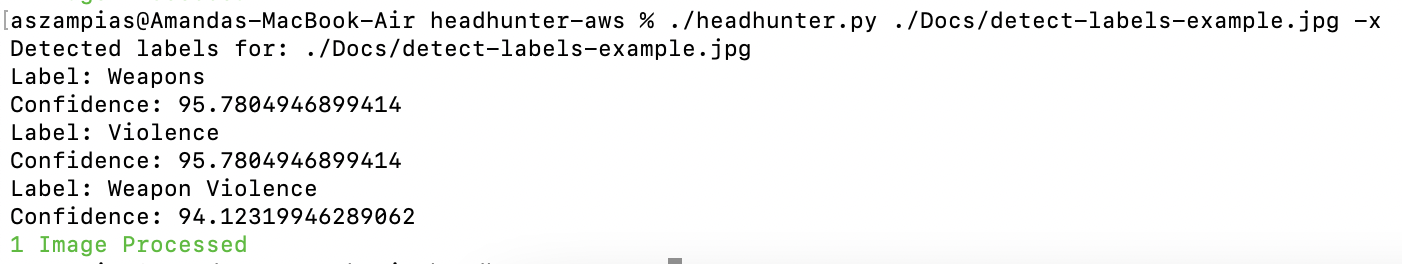 [aszampias@Amandas-MacBook-Air headhunter-aws % ./headhunter.py ./Docs/detect-labels-example.jpg -x
Detected labels for: ./Docs/detect-labels-example.jpg
Label: Weapons
Confidence: 95.7804946899414
Label: Violence
Confidence: 95.7804946899414
Label: Weapon Violence
Confidence: 94.12319946289062
1 Image Processed